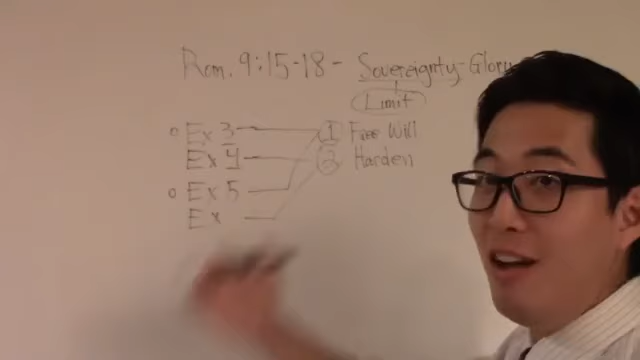 Rom. 9:15-18 - Sovereignty - Glory
Limit
Ex 3 1 Free Will
Ex 4 2 Harden
Ex 5
Ex